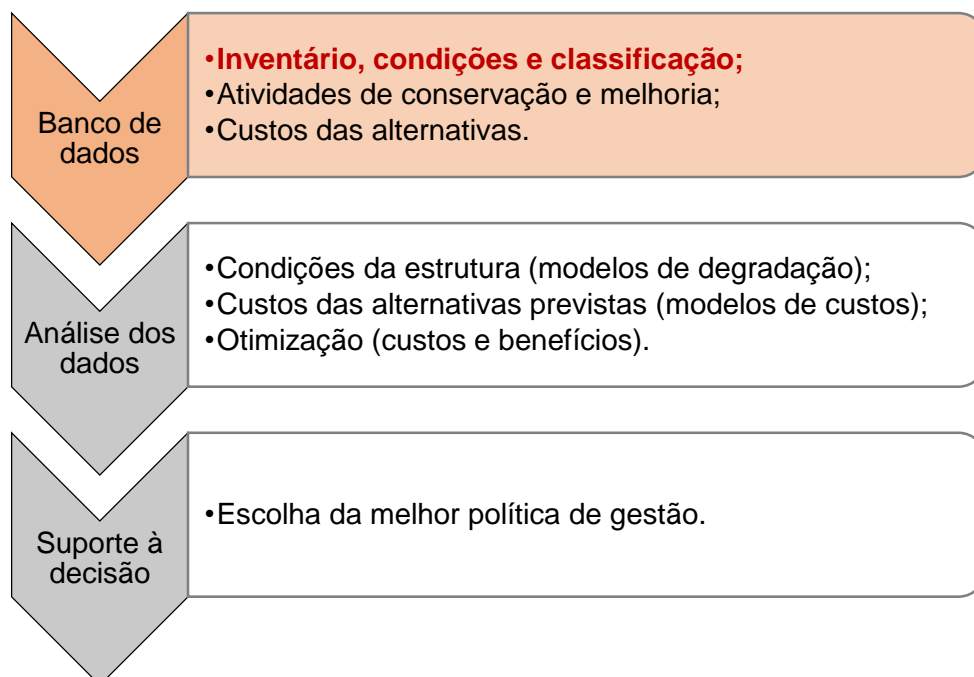 Banco de
dados
•Inventário, condições e classificação;
•Atividades de conservação e melhoria;
•Custos das alternativas.
Análise dos
dados
•Condições da estrutura (modelos de degradação);
•Custos das alternativas previstas (modelos de custos);
•Otimização (custos e benefícios).
Suporte à
decisão
•Escolha da melhor política de gestão.